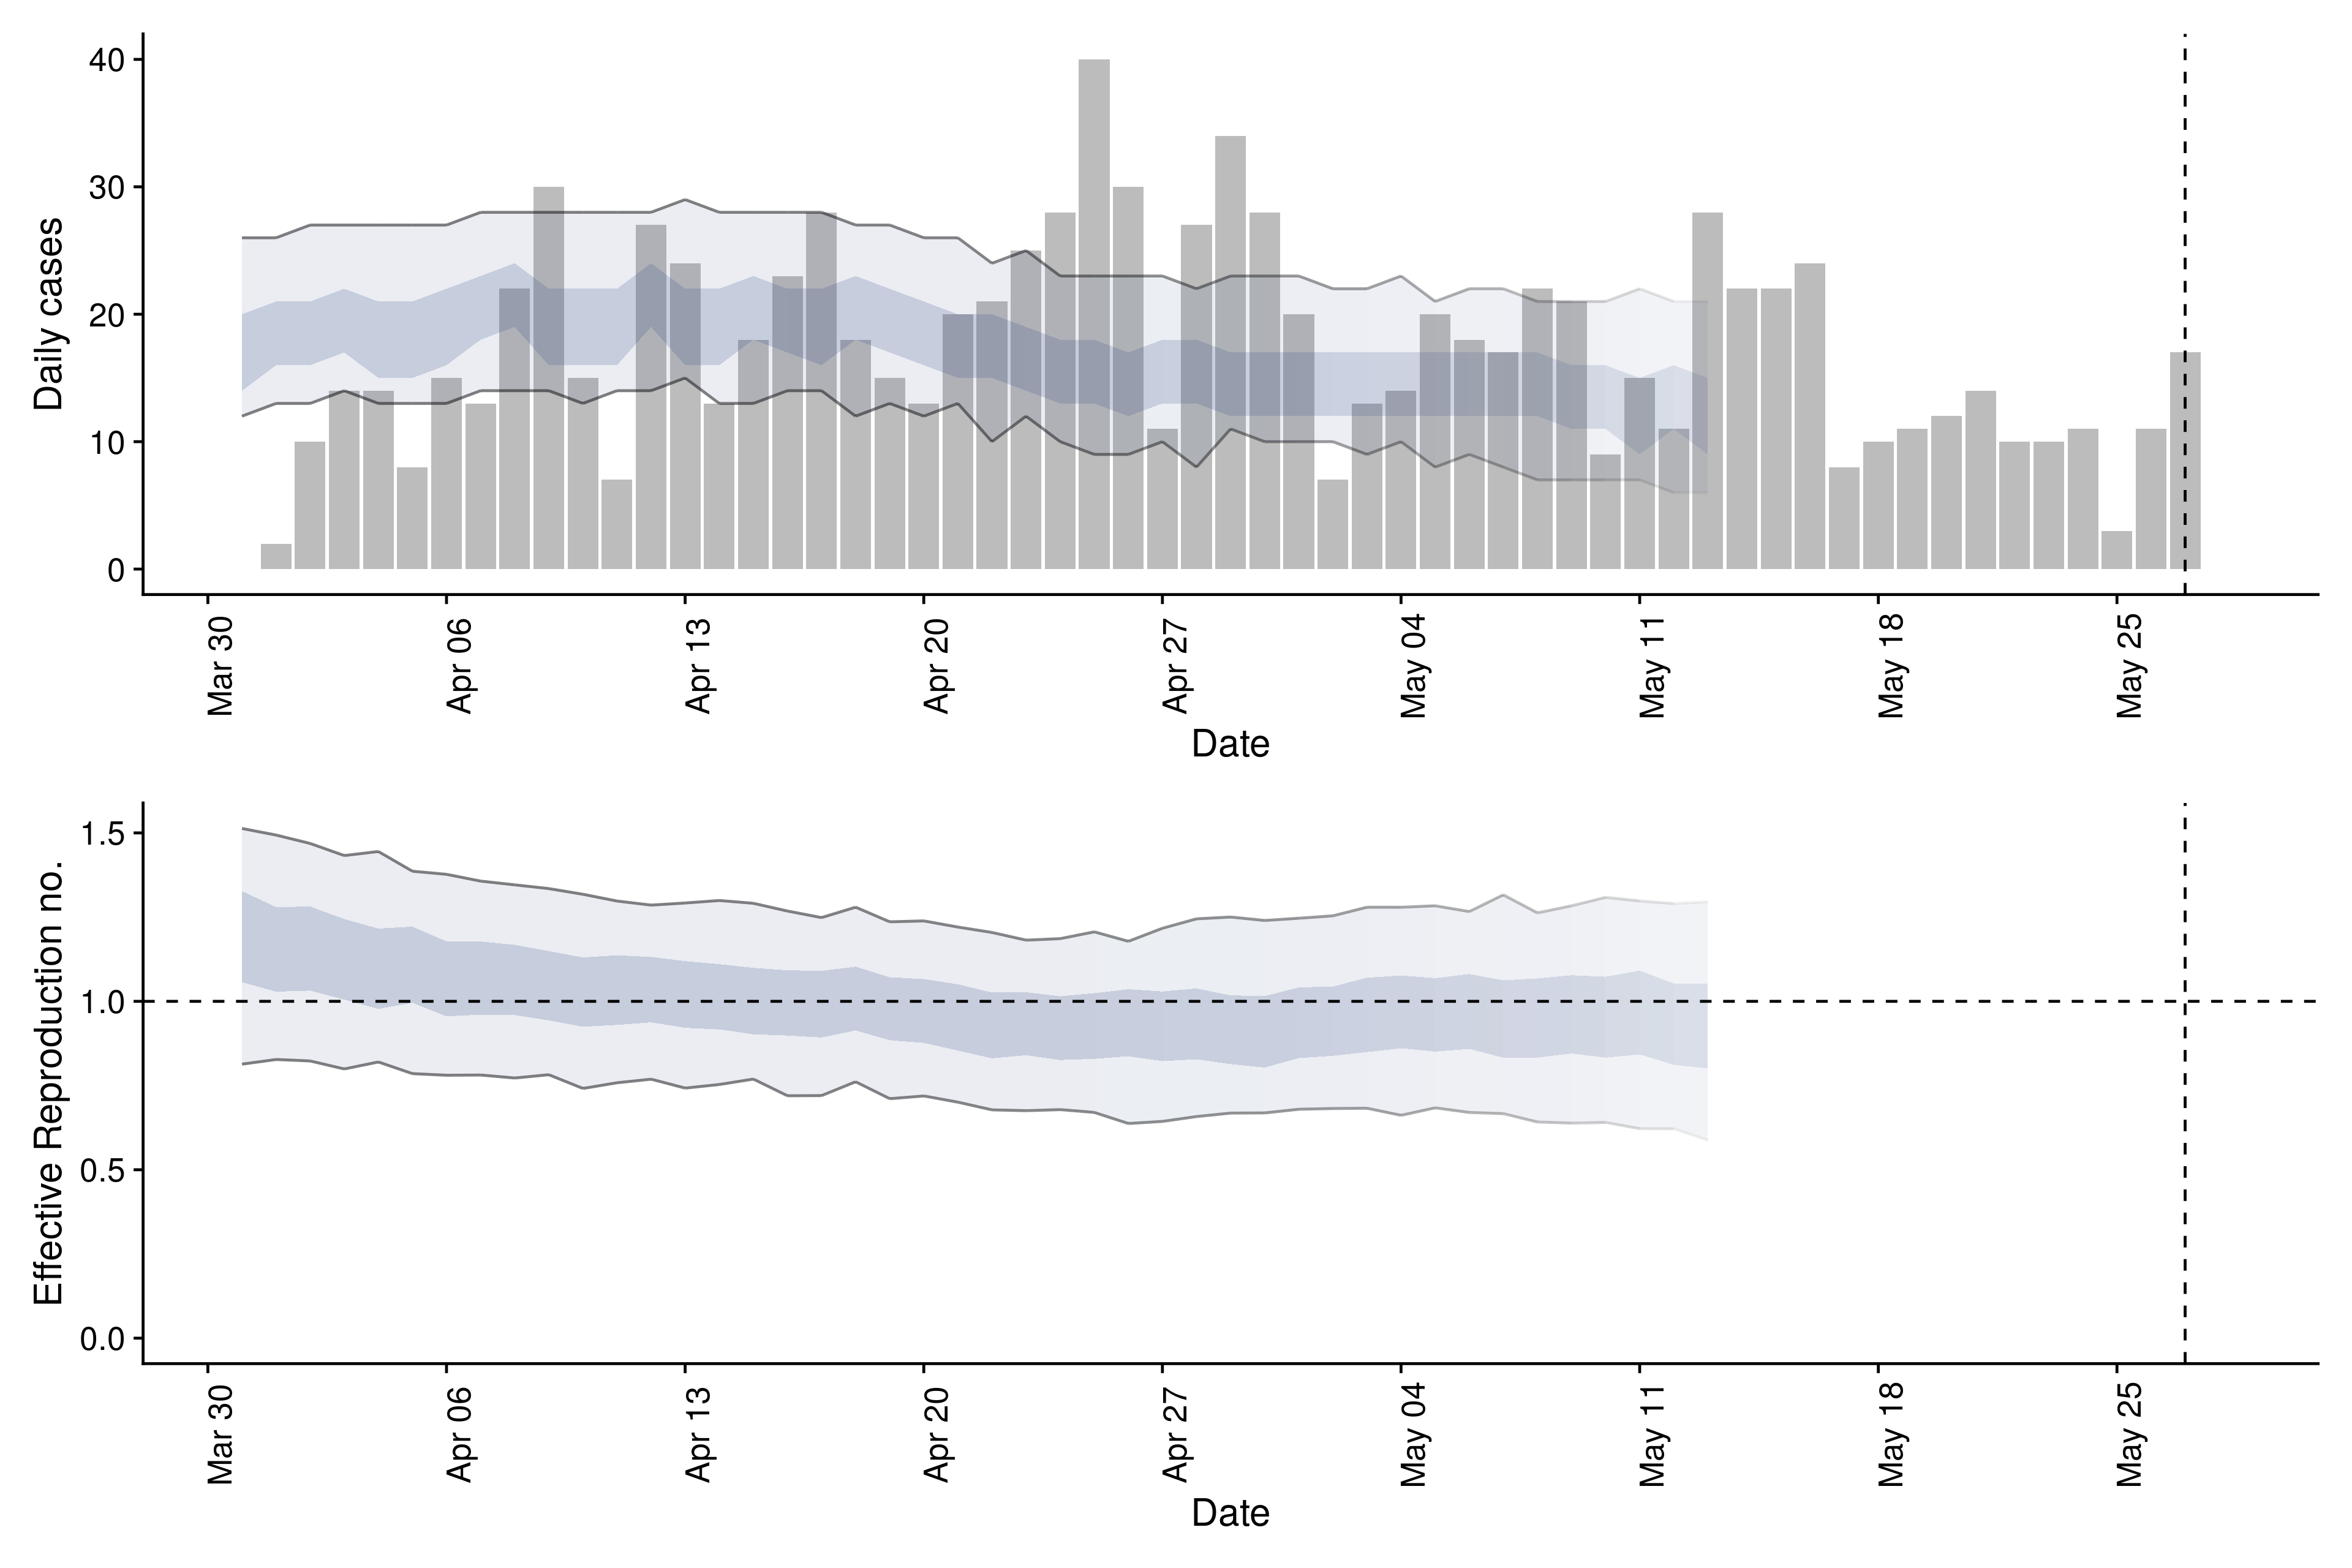 Daily cases
40
30
20
10
0
Mar 30
Apr 06
Apr 13
Apr 20
Apr 27
May 04
May 11
May 18
May 25
Date
Effective Reproduction no.
1.5
1.0
0.5
0.0
Mar 30
Apr 06
Apr 13
Apr 20
Apr 27
May 04
May 11
May 18
May 25
Date